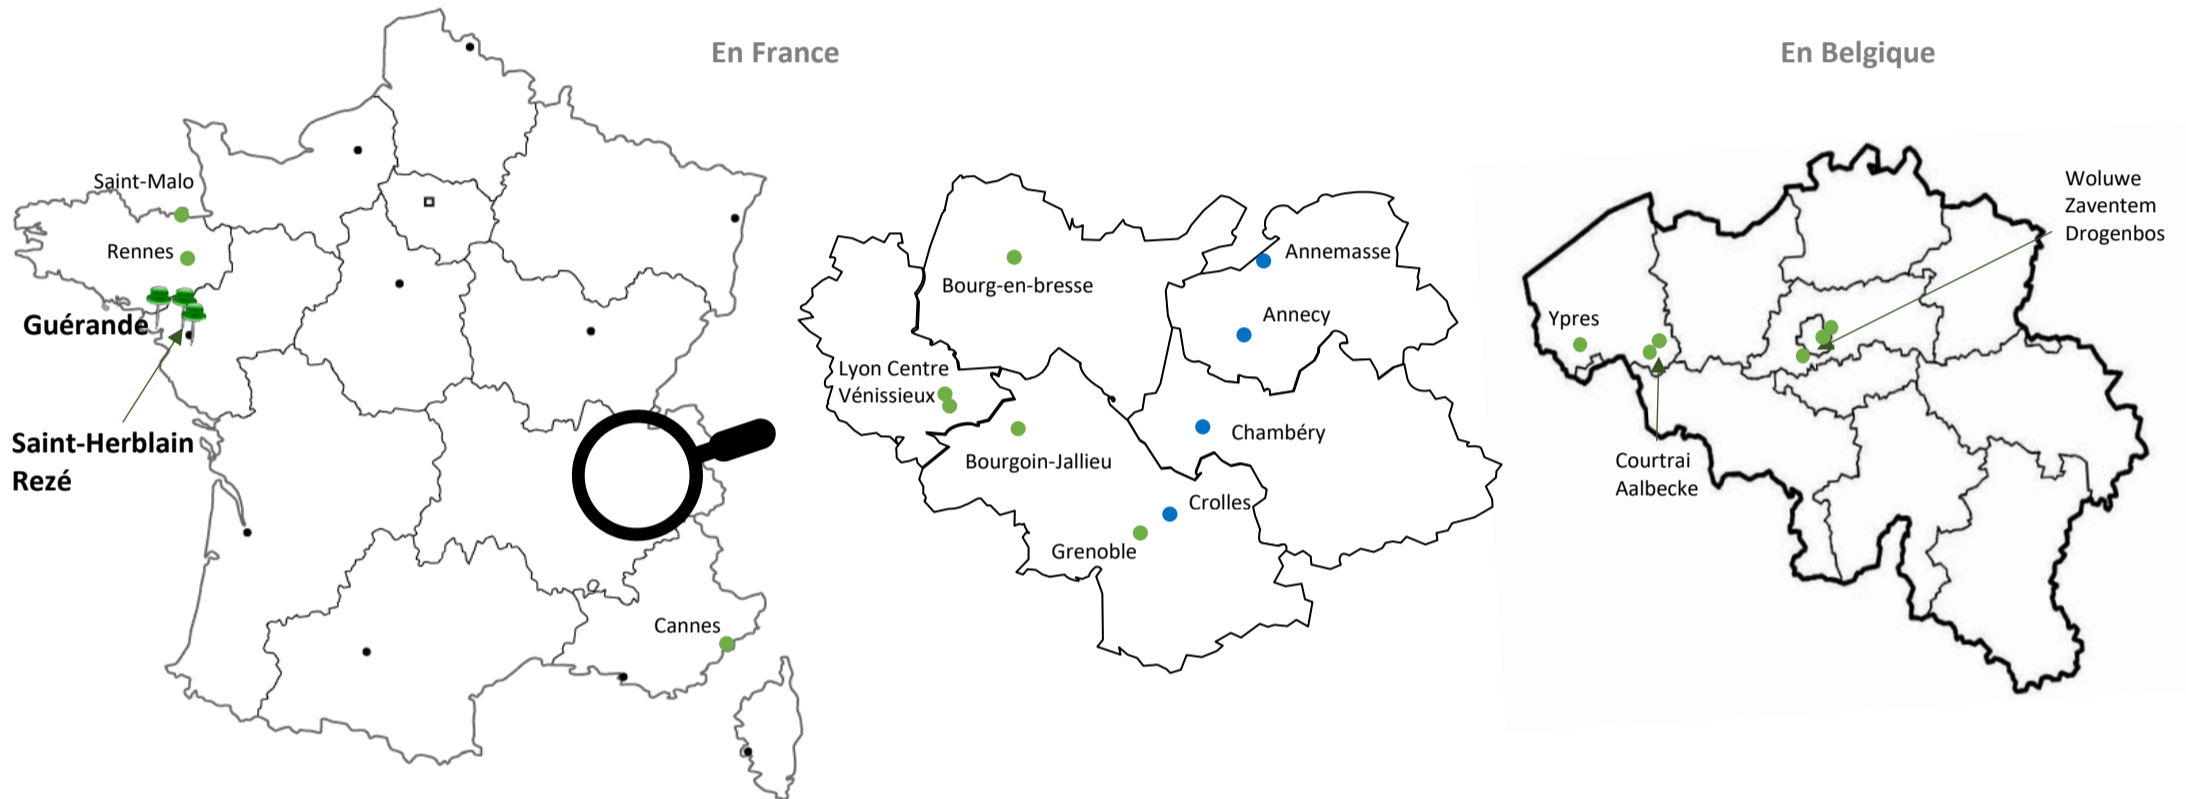 En France
En Belgique
Saint-Malo
Rennes
Guérande
Saint-Herblain
Rezé
Cannes
Bourg-en-bresse
Annemasse
Annecy
Lyon Centre
Vénissieux
Bourgoin-Jallieu
Chambéry
Crolles
Grenoble
Ypres
Courtrai
Aalbecke
Woluwe
Zaventem
Drogenbos